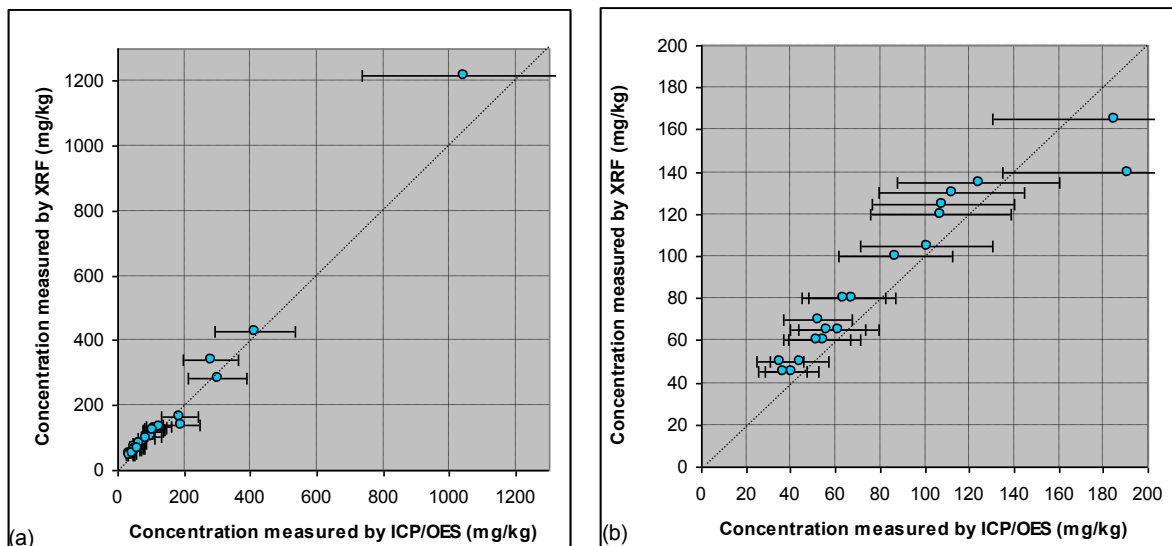 1200
1000
800
600
400
200
0
0 200 400 600 800 1000 1200
Concentration measured by XRF (mg/kg)
Concentration measured by ICP/OES (mg/kg)
(a)
200
180
160
140
120
100
80
60
40
20
0
0 20 40 60 80 100 120 140 160 180 200
Concentration measured by XRF (mg/kg)
Concentration measured by ICP/OES (mg/kg)
(b)